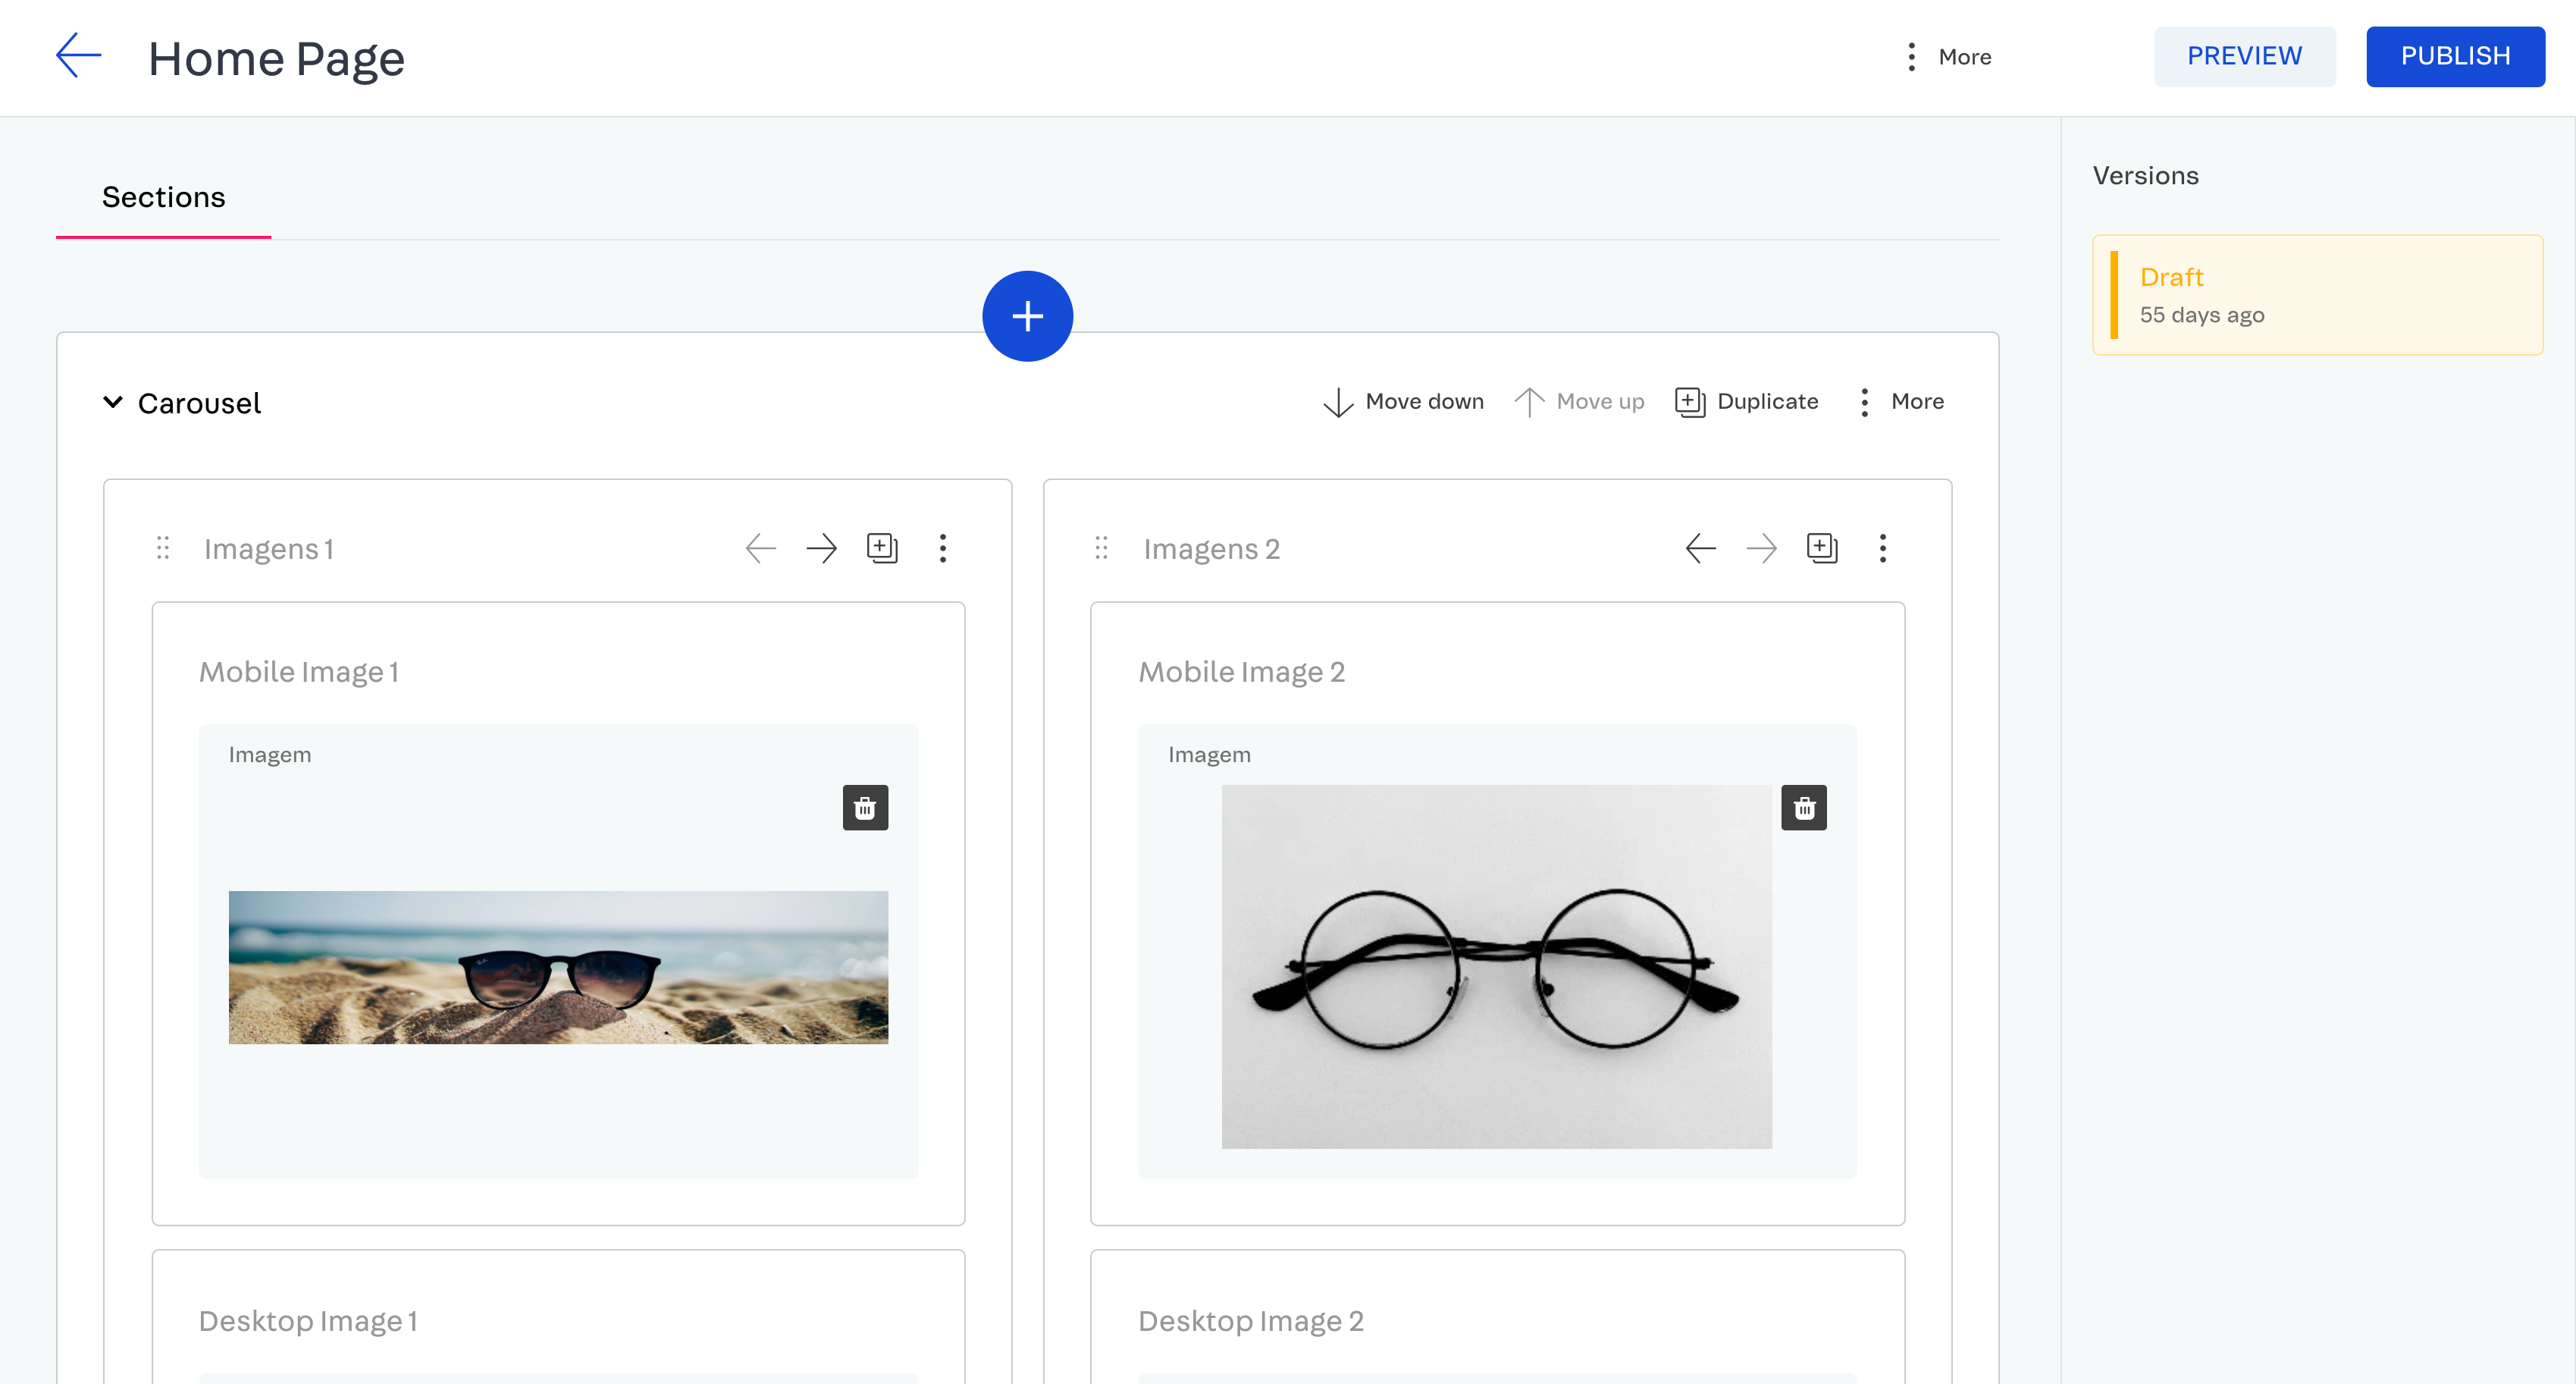 Home Page
More
PREVIEW
PUBLISH
Sections
Versions
Draft
55 days ago
Carousel
Move down
Move up
Duplicate
More
Imagens 1
Imagens 2
Mobile Image 1
Mobile Image 2
Imagem
Imagem
Desktop Image 1
Desktop Image 2